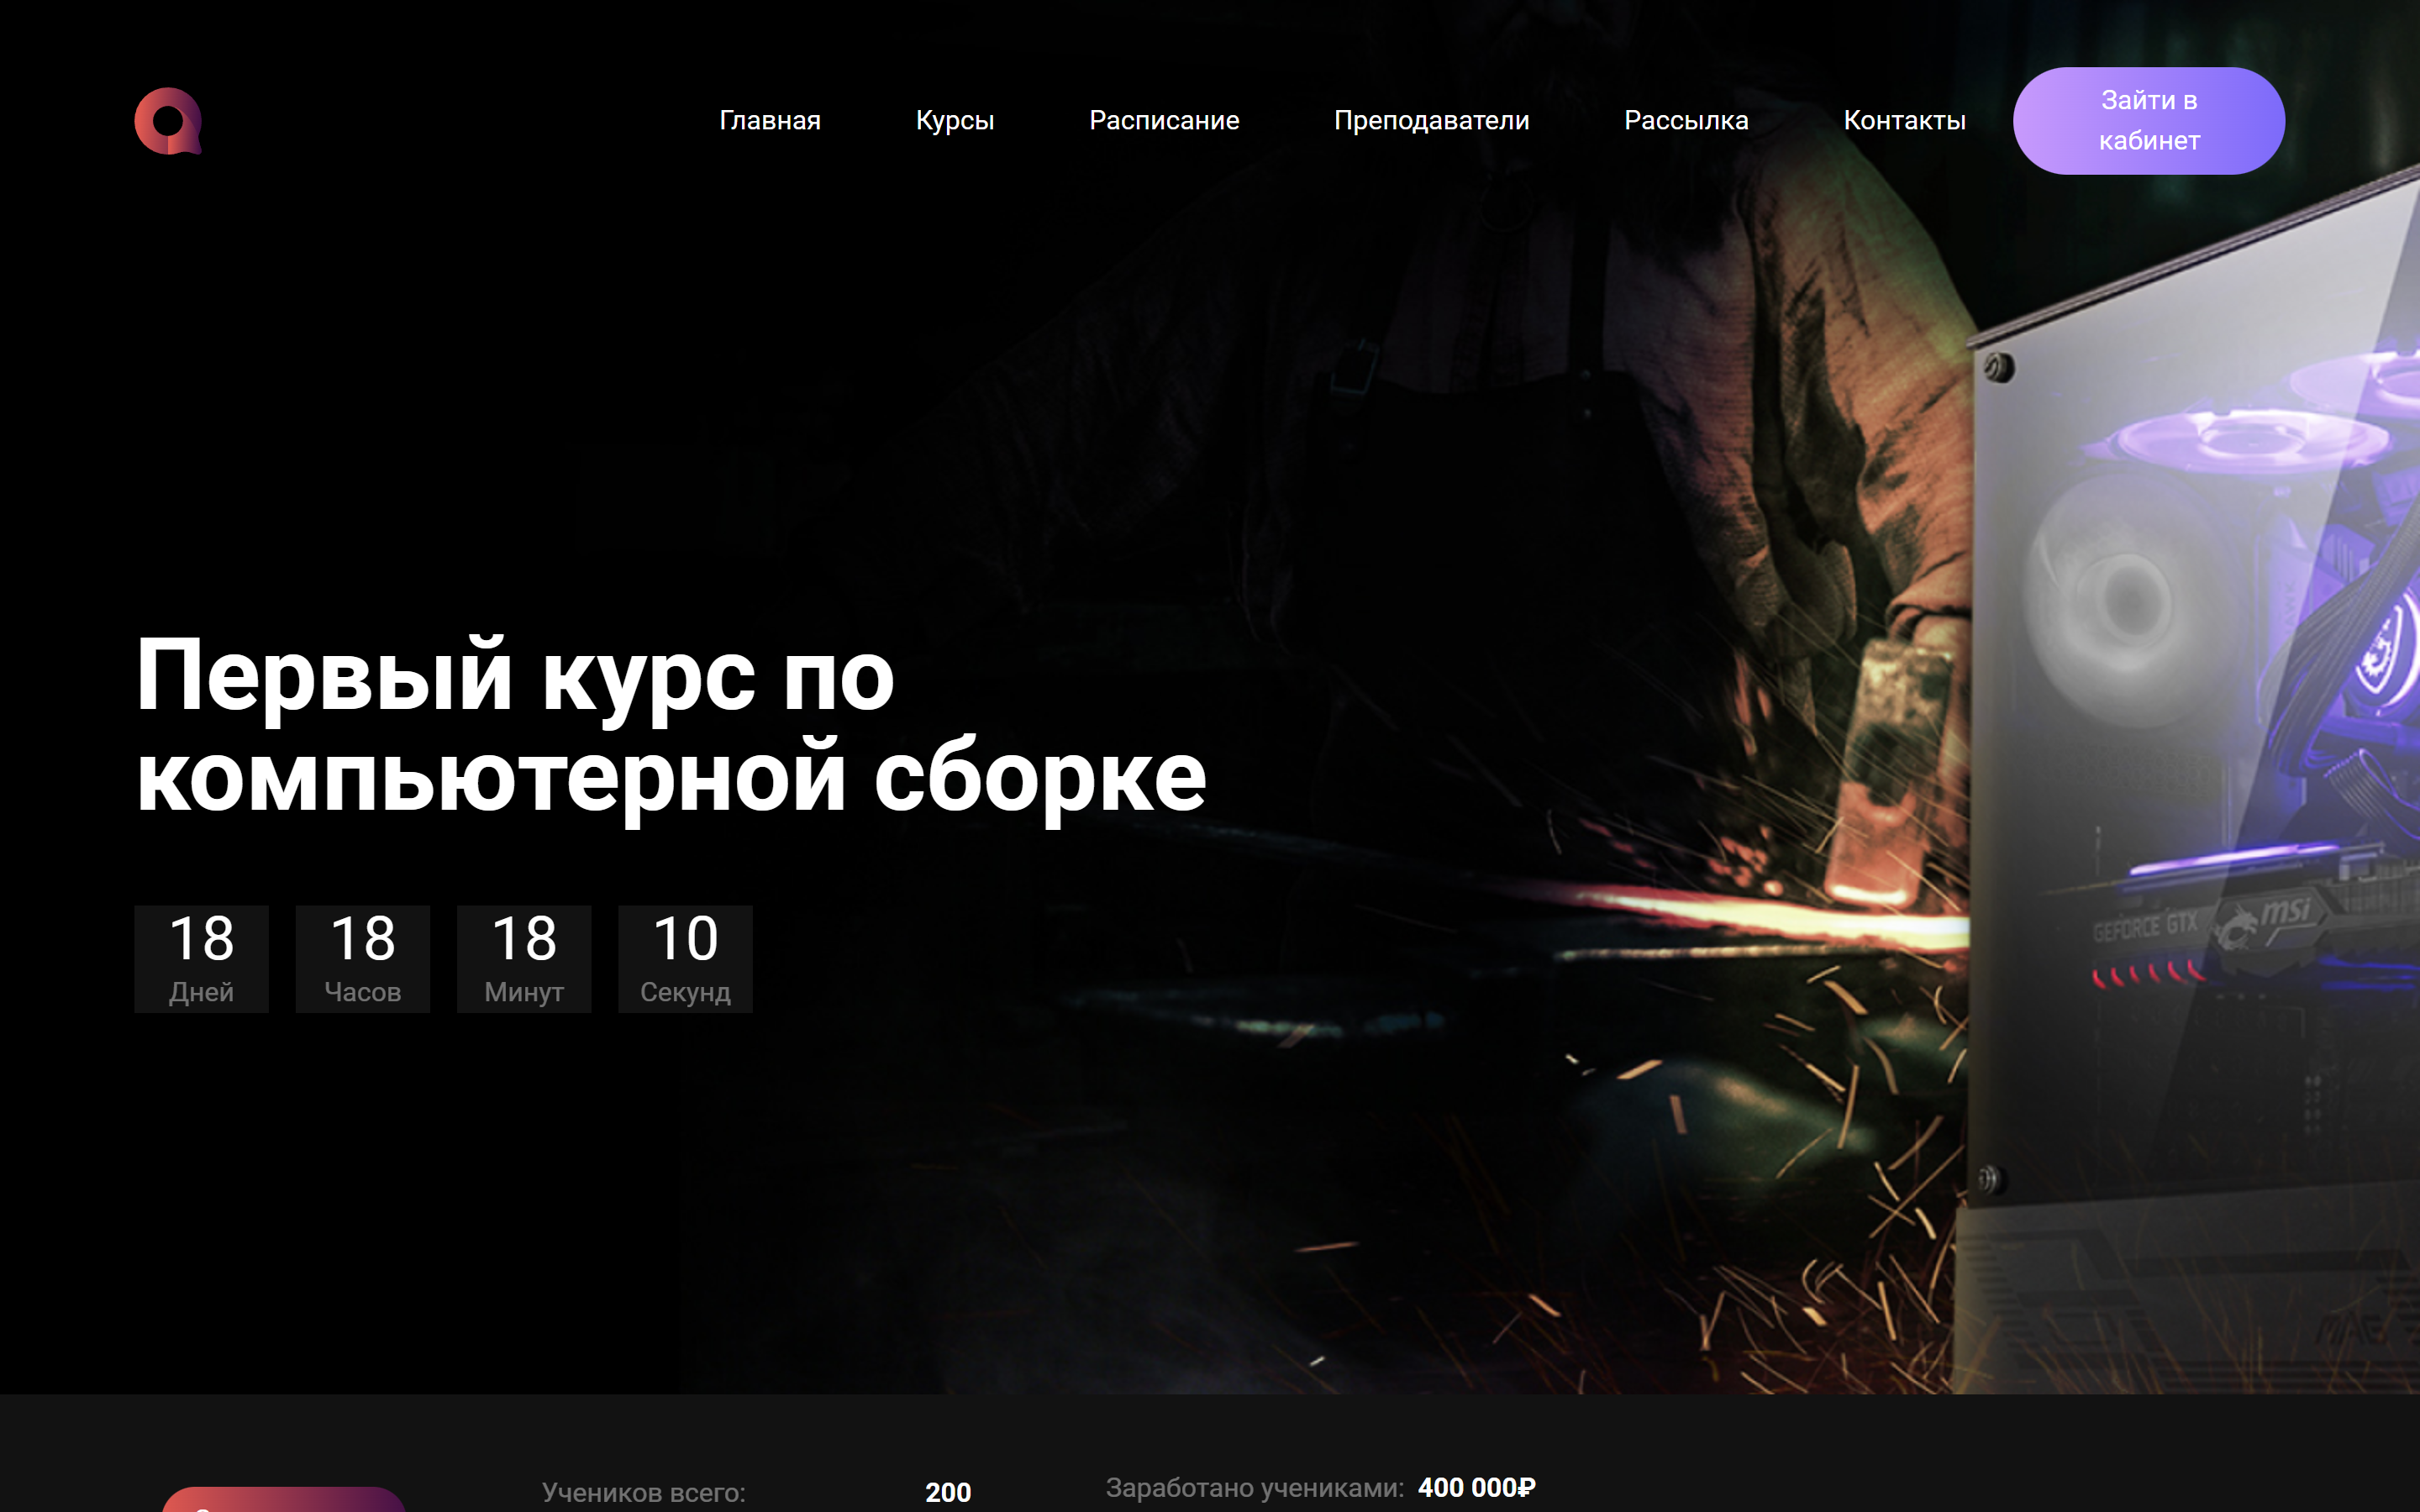 Главная Курсы Расписание Преподаватели Рассылка Контакты
Зайти в
кабинет
Первый курс по
компьютерной сборке
18 18 18 10
Дней Часов Минут Секунд
GEFORCE GTX msi
Учеников всего: 200
Заработано учениками: 400 000₽